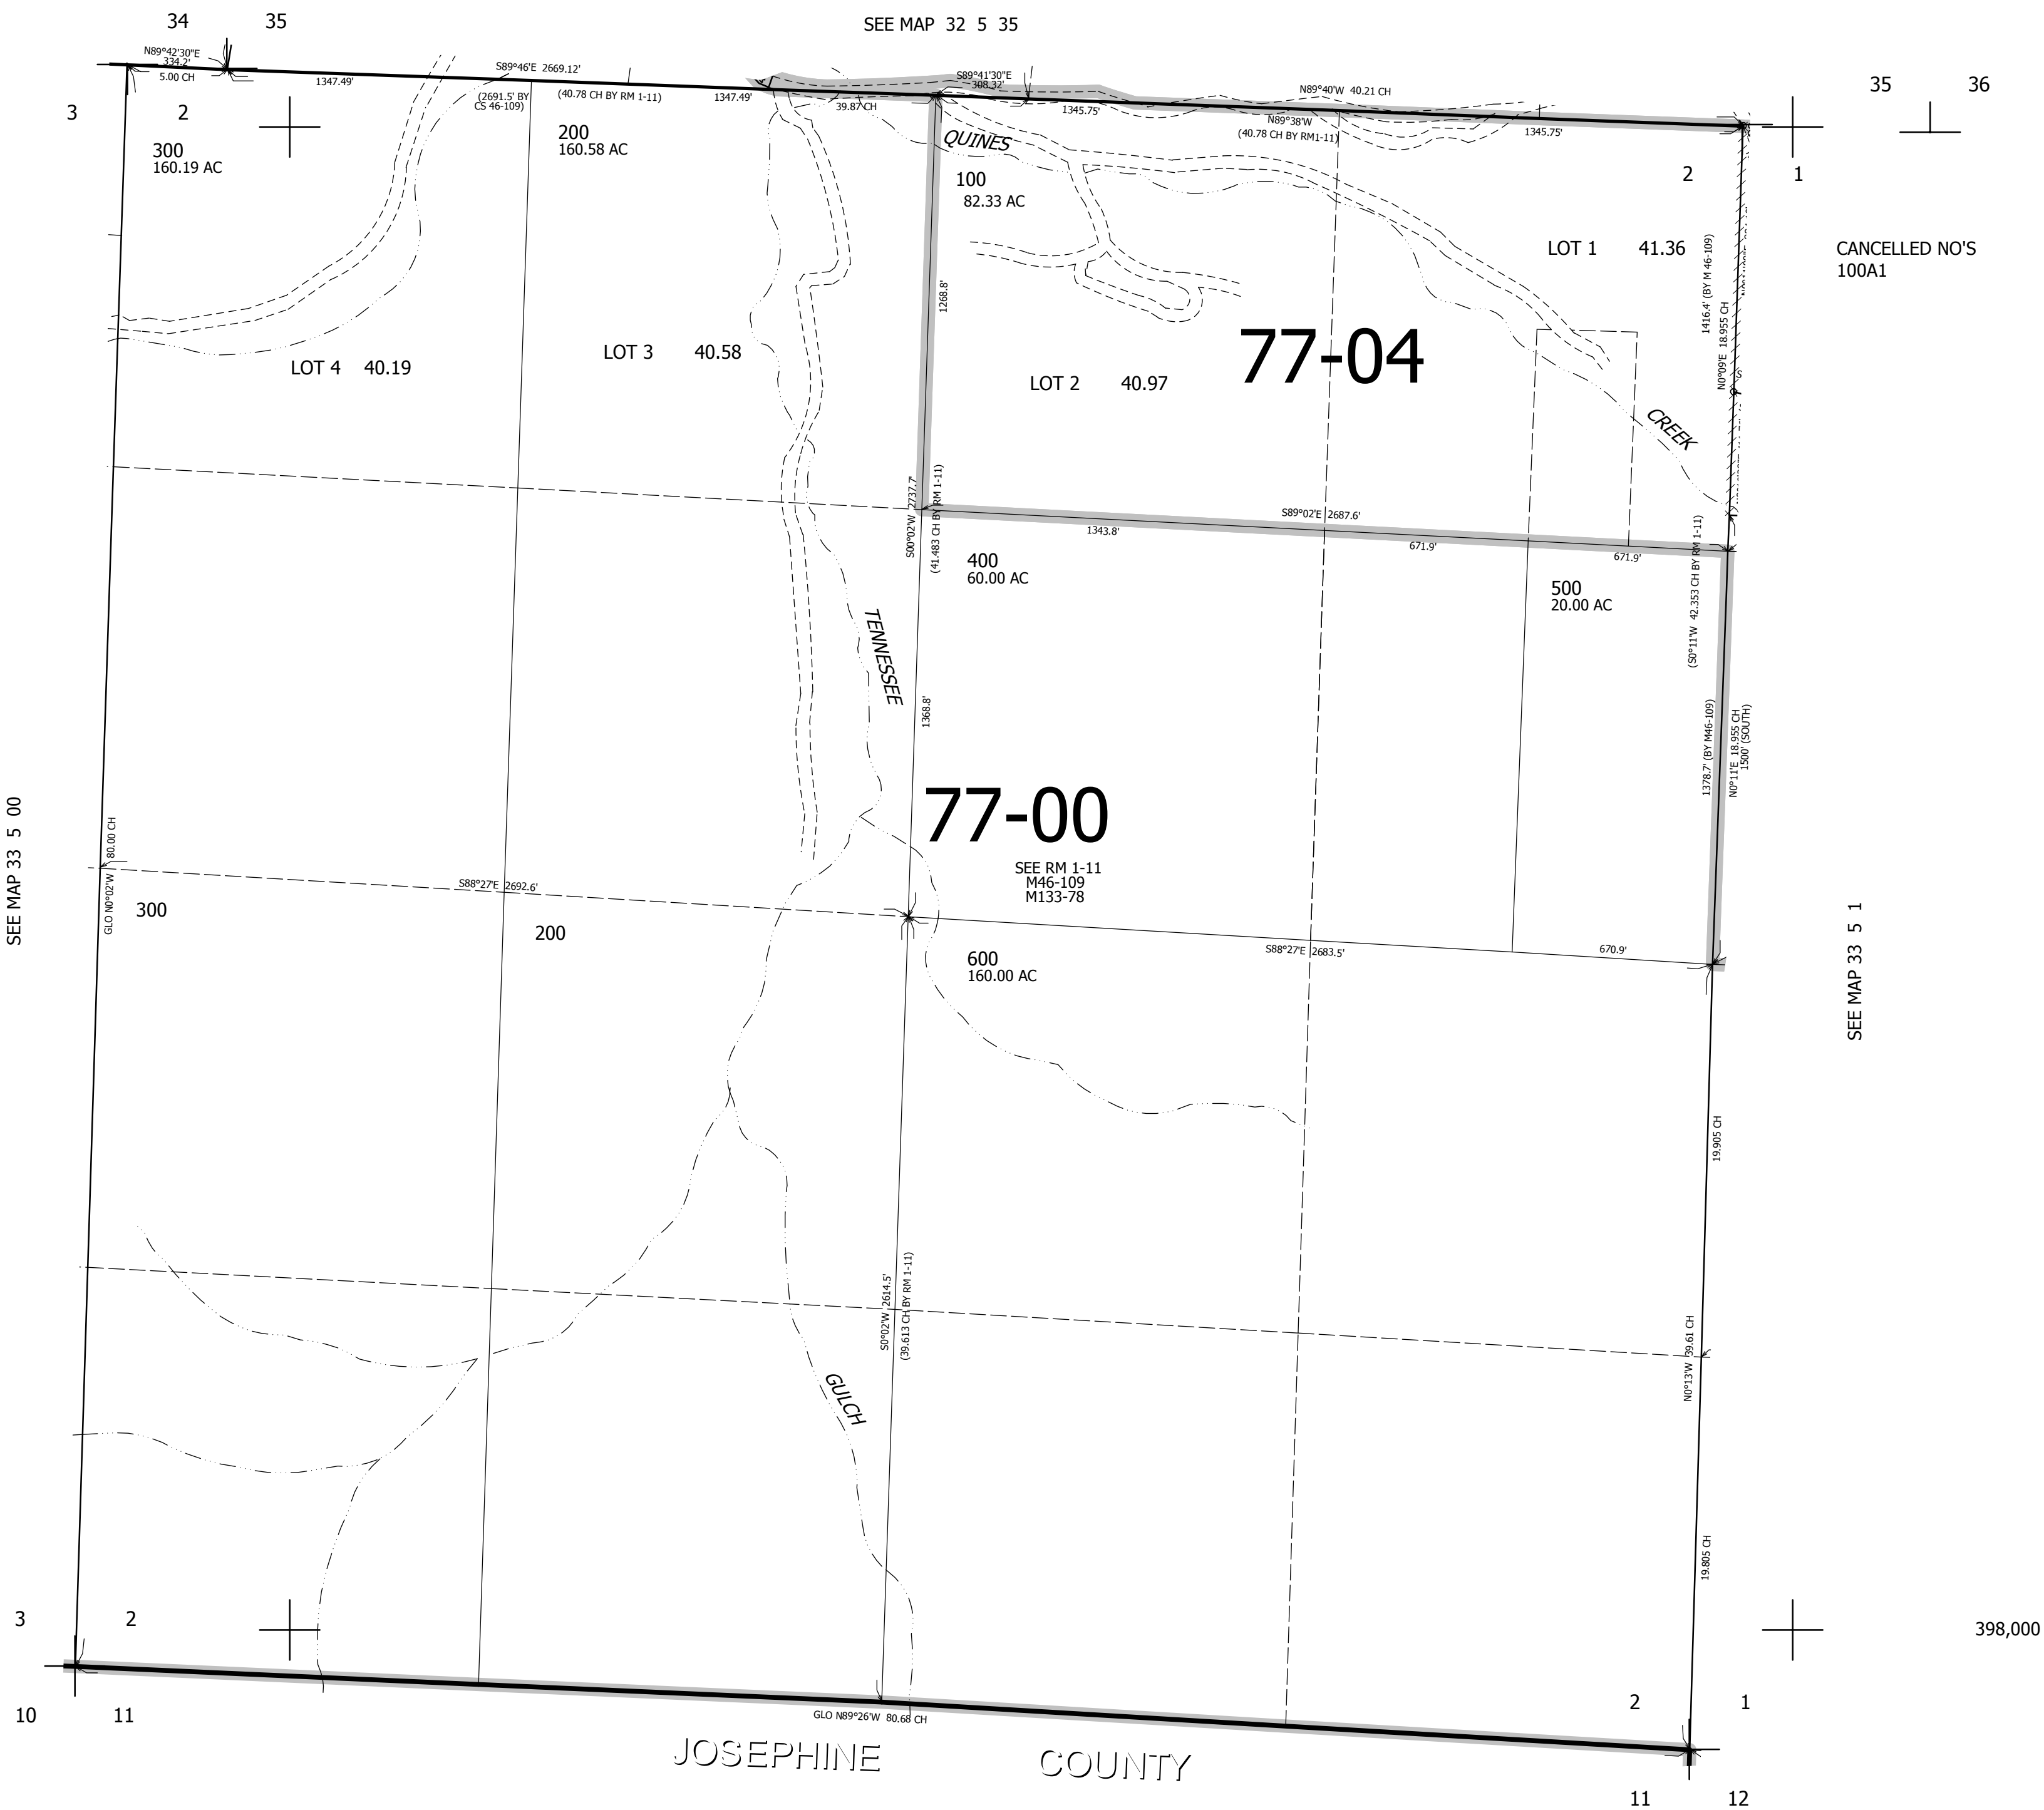 34 35
SEE MAP 32 5 35
N89°42'30"E
334.2'
5.00 CH
1347.49'
S89°46'E 2669.12'
(2691.5' BY
CS 46-109)
(40.78 CH BY RM 1-11)
1347.49'
39.87 CH
S89°41'30"E
308.32'
1345.75'
N89°40'W 40.21 CH
N89°38'W
(40.78 CH BY RM1-11)
1345.75'
35 36
3 2
2 1
300
160.19 AC
200
160.58 AC
QUINES
100
82.33 AC
LOT 1 41.36
CANCELLED NO'S
100A1
1416.4' (BY M 46-109)
N0°09'E 18.955 CH
S
1268.8'
77-04
LOT 4 40.19
LOT 3 40.58
LOT 2 40.97
CREEK
S00°02'W 2737.7'
(41.483 CH BY RM 1-11)
S89°02'E 2687.6'
1343.8'
671.9'
671.9'
400
60.00 AC
500
20.00 AC
(S0°11'W 42.353 CH BY RM 1-11)
TENNESSEE
1368.8'
1378.7' (BY M46-109)
N0°11'E 18.955 CH
1500' (SOUTH)
77-00
SEE RM 1-11
M46-109
M133-78
SEE MAP 33 5 00
GLO N0°02'W 80.00 CH
S88°27'E 2692.6'
300
200
S88°27'E 2683.5'
670.9'
SEE MAP 33 5 1
600
160.00 AC
19.905 CH
S0°02'W 2614.5'
(39.613 CH BY RM 1-11)
N0°13'W 39.61 CH
GULCH
19.805 CH
3 2
398,000
10 11
2 1
GLO N89°26'W 80.68 CH
JOSEPHINE COUNTY
11 12